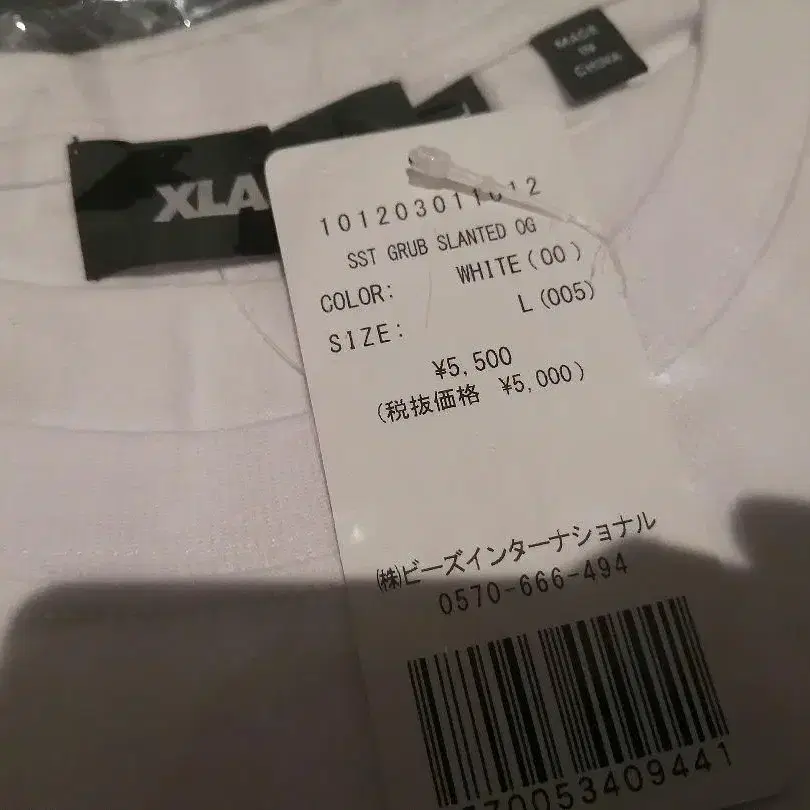 MADE
IN
CHINA
XLA
SST GRUB SLANTED OG
COLOR: WHITE(00)
SIZE: L(005)
¥5,500
(税抜価格 ¥5,000)
㈱ビーズインターナショナル
0570-666-494
70053409441